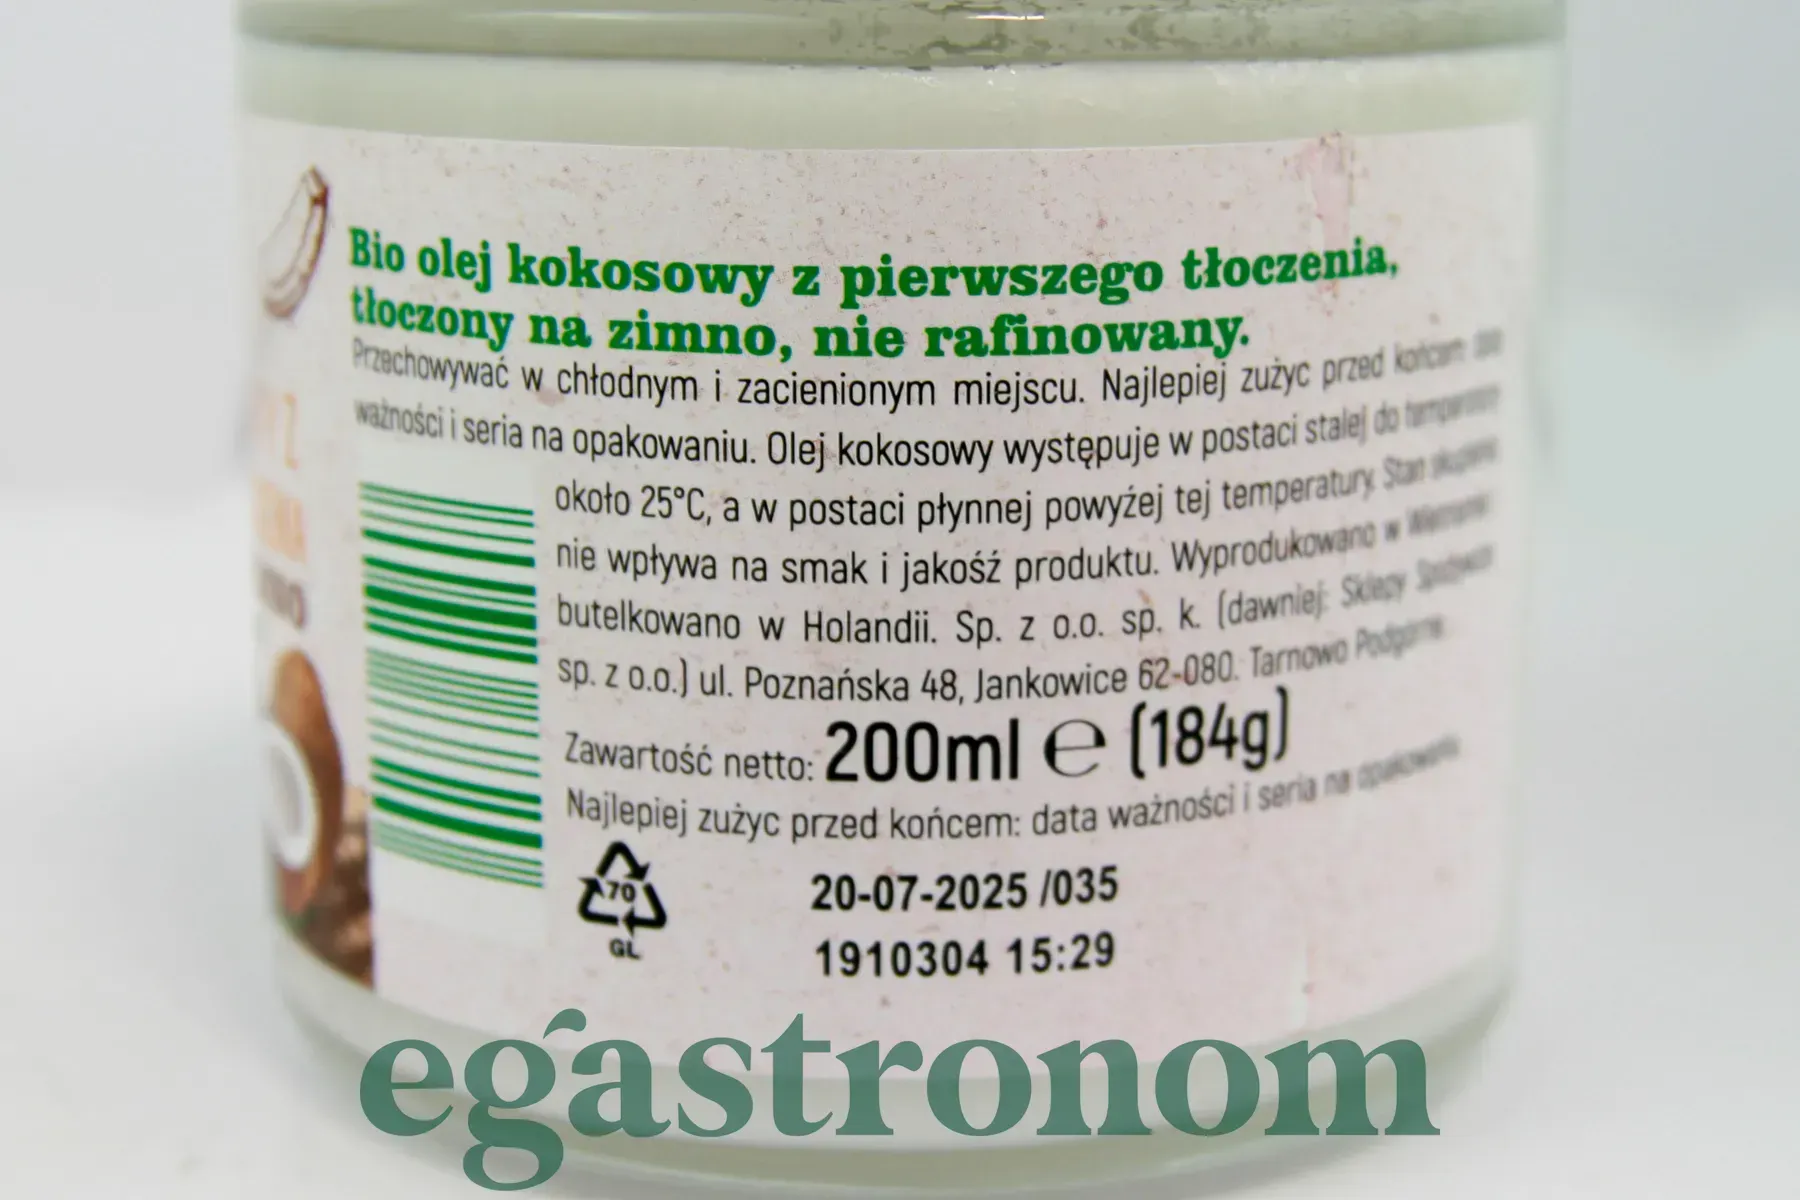 Bio olej kokosowy z pierwszego tłoczenia,
tłoczony na zimno, nie rafinowany.
Przechowywać w chłodnym i zacienionym miejscu. Najlepiej zużyc przed końcem
ważności i seria na opakowaniu. Olej kokosowy występuje w postaci stalej do temperatury
około 25°C, a w postaci płynnej powyźej tej temperatury. Stan skupienia
nie wpływa na smak i jakośź produktu. Wyprodukowano w
butelkowano w Holandii. Sp. z o.o. sp. k. (dawniej: Sklepy Spożywcze
sp. z o.o.) ul. Poznańska 48, Jankowice 62-080. Tarnowo Podgórne.
Zawartość netto: 200ml ℮ (184g)
Najlepiej zużyc przed końcem: data ważności i seria na opakowaniu.
70
GL
20-07-2025 /035
1910304 15:29
egastronom